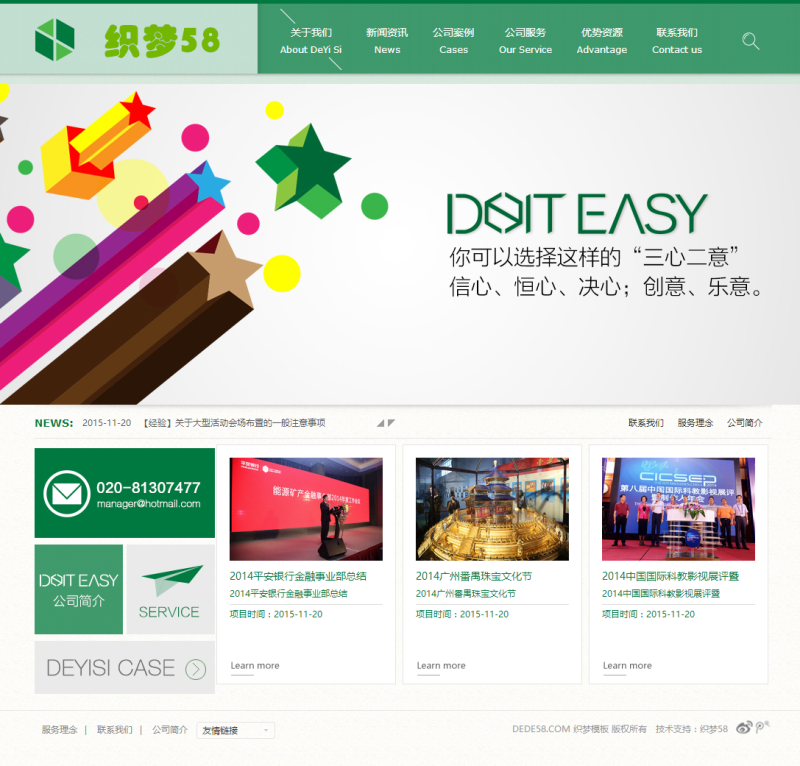 织梦58
关于我们 新闻资讯 公司案例 公司服务 优势资源 联系我们
About DeYi Si News Cases Our Service Advantage Contact us
DOIT EASY
你可以选择这样的“三心二意”
信心、恒心、决心；创意、乐意。
NEWS: 2015-11-20 【经验】关于大型活动会场布置的一般注意事项
联系我们 服务理念 公司简介
020-81307477
manager@hotmail.com
DOIT EASY
公司简介
SERVICE
DEYISI CASE
能源矿产金融事
2014平安银行金融事业部总结
2014平安银行金融事业部总结
项目时间：2015-11-20
Learn more
2014广州番禺珠宝文化节
2014广州番禺珠宝文化节
项目时间：2015-11-20
Learn more
CICSEP
第八届中国国际科教影视展评
2014中国国际科教影视展评暨
2014中国国际科教影视展评暨
项目时间：2015-11-20
Learn more
服务理念 | 联系我们 | 公司简介 友情链接
DEDE58.COM 织梦模板 版权所有 技术支持：织梦58